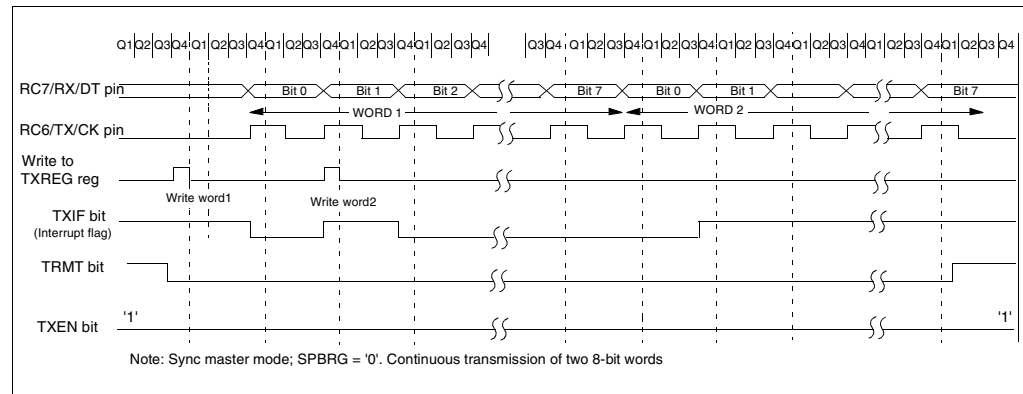 Q1 Q2 Q3 Q4 Q1 Q2 Q3 Q4 Q1 Q2 Q3 Q4 Q1 Q2 Q3 Q4 Q1 Q2 Q3 Q4 Q3 Q4 Q1 Q2 Q3 Q4 Q1 Q2 Q3 Q4 Q1 Q2 Q3 Q4 Q1 Q2 Q3 Q4 Q1 Q2 Q3 Q4 Q1 Q2 Q3 Q4
RC7/RX/DT pin Bit 0 Bit 1 Bit 2 Bit 7 Bit 0 Bit 1 Bit 7
WORD 1 WORD 2
RC6/TX/CK pin
Write to
TXREG reg
Write word1 Write word2
TXIF bit
(Interrupt flag)
TRMT bit
'1' '1'
TXEN bit
Note: Sync master mode; SPBRG = '0'. Continuous transmission of two 8-bit words